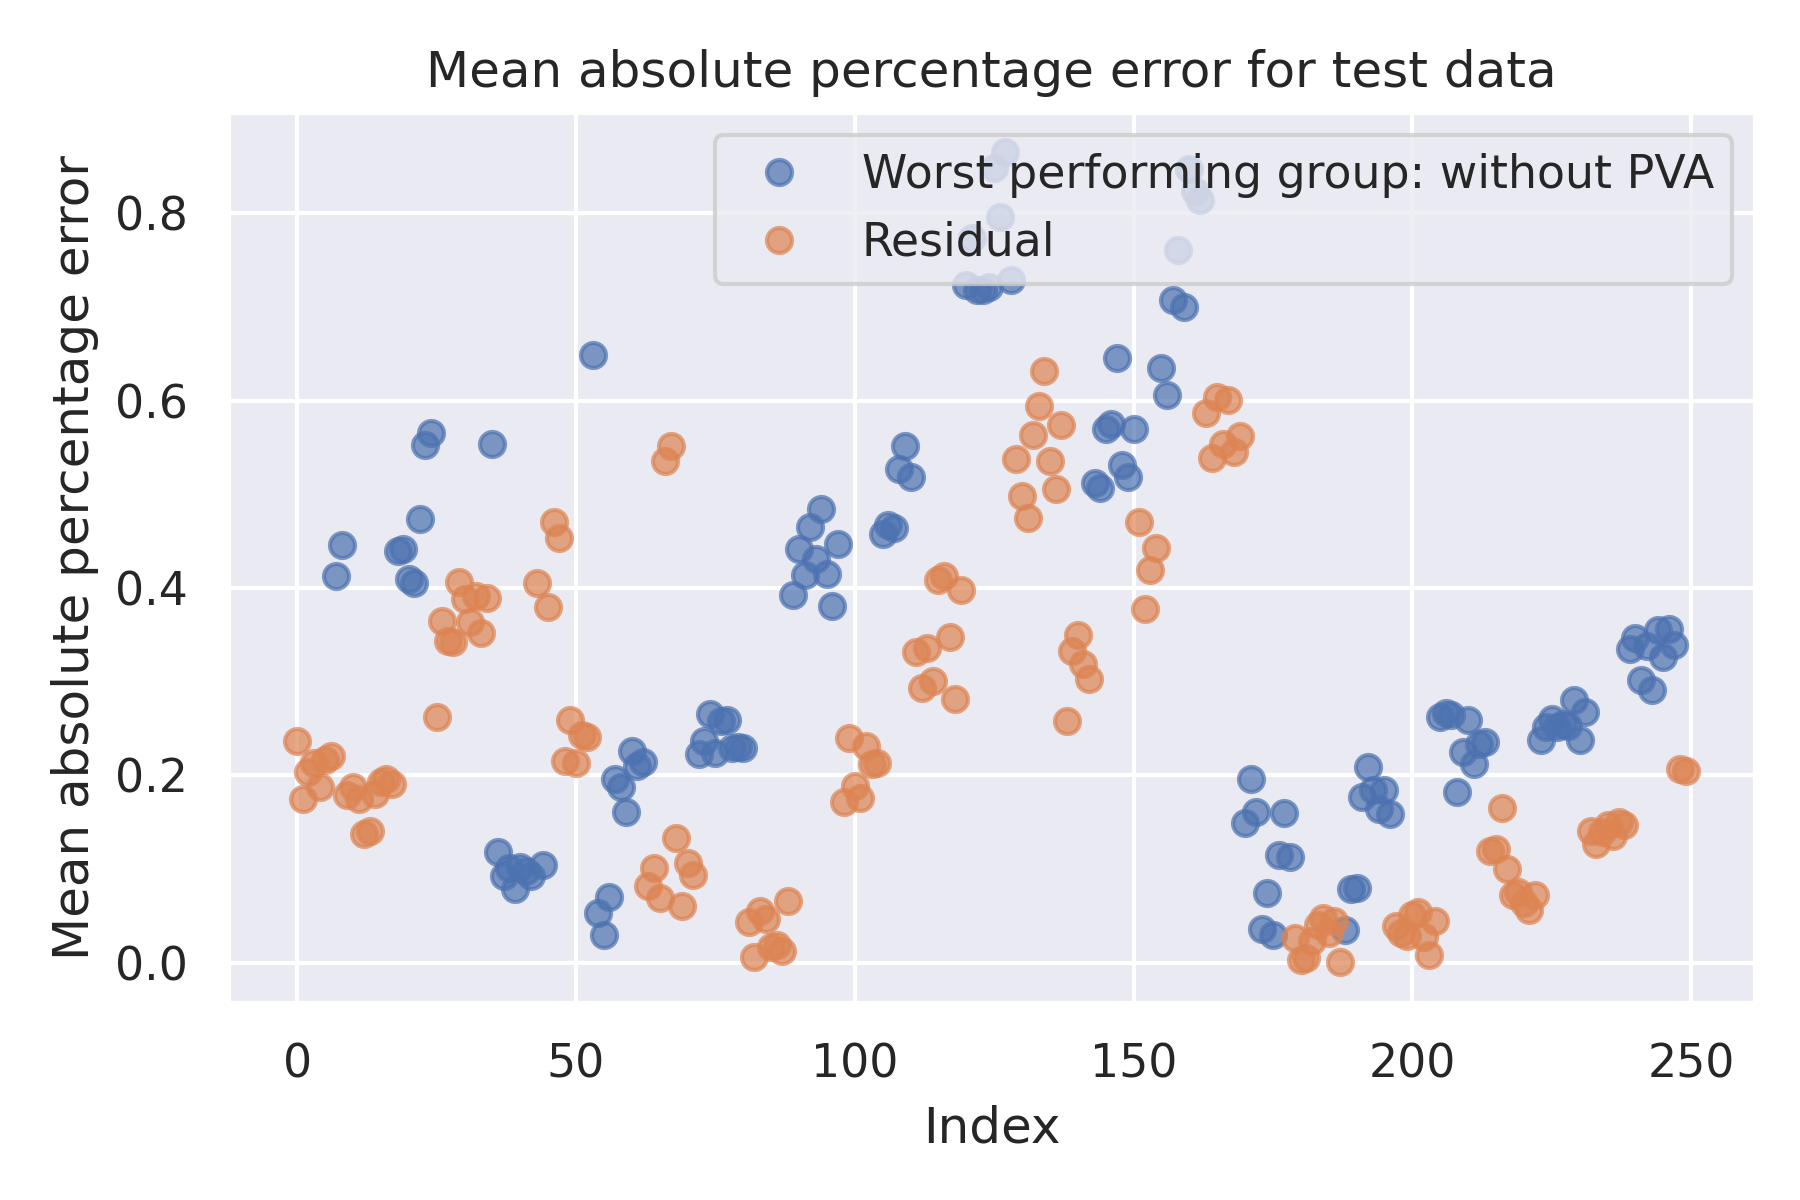 Mean absolute percentage error for test data
Worst performing group: without PVA
Residual
Mean absolute percentage error
0.8
0.6
0.4
0.2
0.0
0 50 100 150 200 250
Index